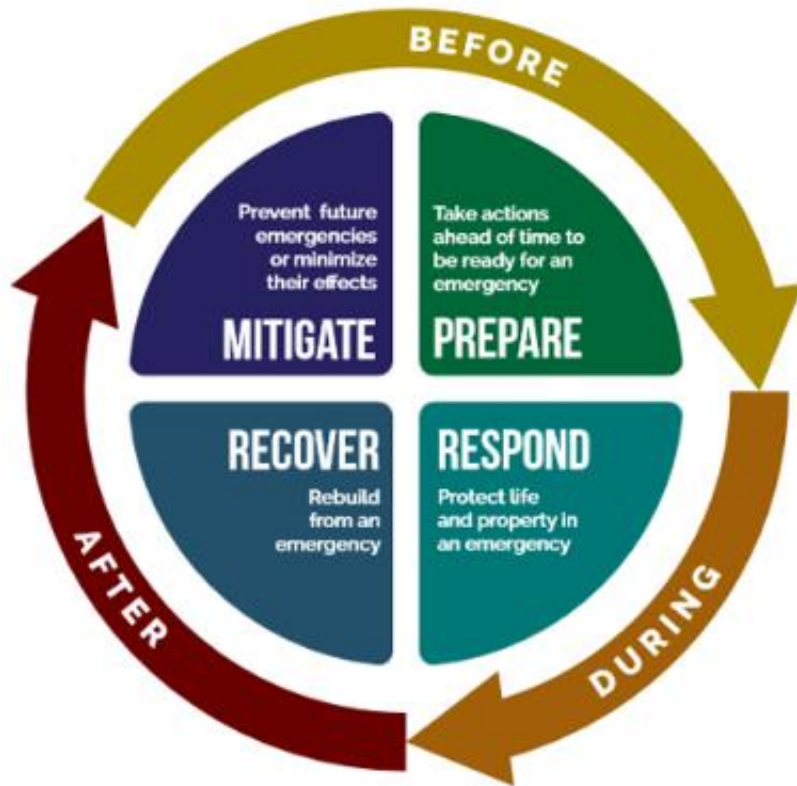 BEFORE
Prevent future
emergencies
or minimize
their effects
MITIGATE
Take actions
ahead of time to
be ready for an
emergency
PREPARE
RECOVER
Rebuild
from an
emergency
RESPOND
Protect life
and property in
an emergency
AFTER
DURING